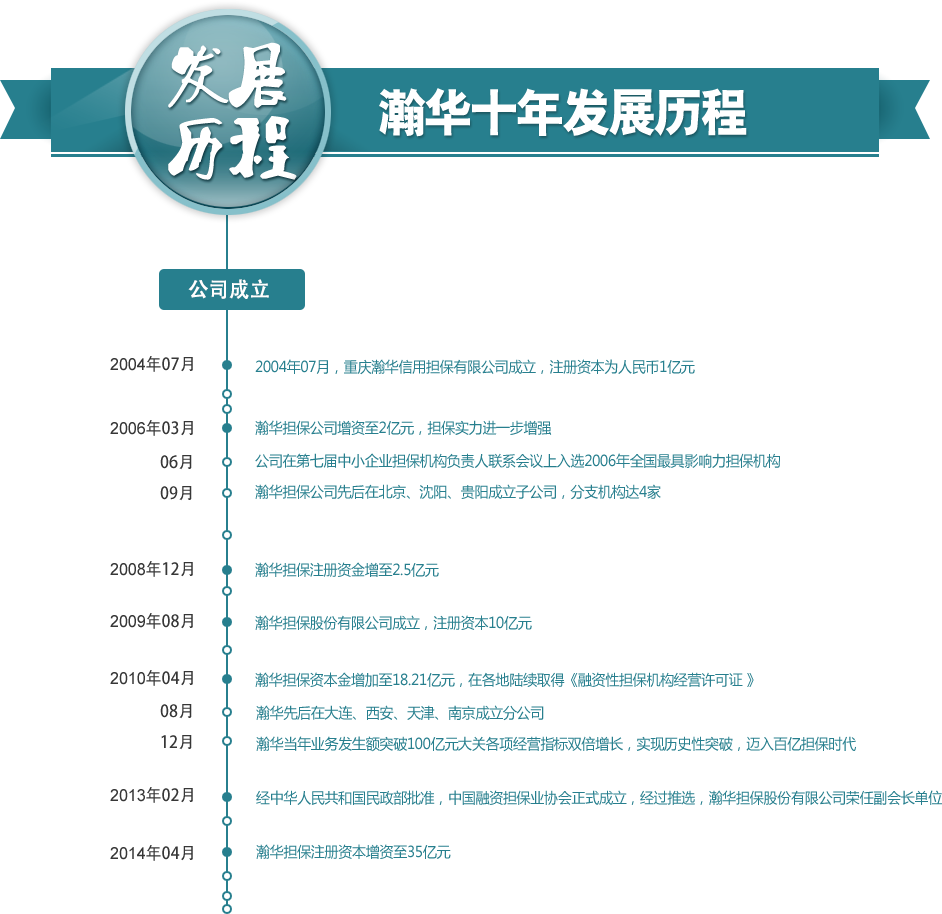 发展
历程
瀚华十年发展历程
公司成立
2004年07月
2004年07月，重庆瀚华信用担保有限公司成立，注册资本为人民币1亿元
2006年03月
瀚华担保公司增资至2亿元，担保实力进一步增强
06月
公司在第七届中小企业担保机构负责人联系会议上入选2006年全国最具影响力担保机构
09月
瀚华担保公司先后在北京、沈阳、贵阳成立子公司，分支机构达4家
2008年12月
瀚华担保注册资金增至2.5亿元
2009年08月
瀚华担保股份有限公司成立，注册资本10亿元
2010年04月
瀚华担保资本金增加至18.21亿元，在各地陆续取得《融资性担保机构经营许可证 》
08月
瀚华先后在大连、西安、天津、南京成立分公司
12月
瀚华当年业务发生额突破100亿元大关各项经营指标双倍增长，实现历史性突破，迈入百亿担保时代
2013年02月
经中华人民共和国民政部批准，中国融资担保业协会正式成立，经过推选，瀚华担保股份有限公司荣任副会长单位
2014年04月
瀚华担保注册资本增资至35亿元